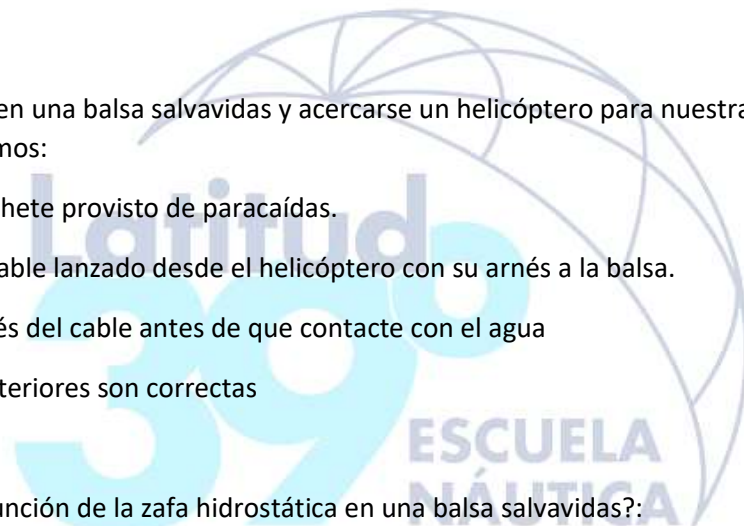 en una balsa salvavidas y acercarse un helicóptero para nuestra
mos:
hete provisto de paracaídas.
able lanzado desde el helicóptero con su arnés a la balsa.
és del cable antes de que contacte con el agua
teriores son correctas
Latitud
39º
ESCUELA
NÁUTICA
unción de la zafa hidrostática en una balsa salvavidas?: